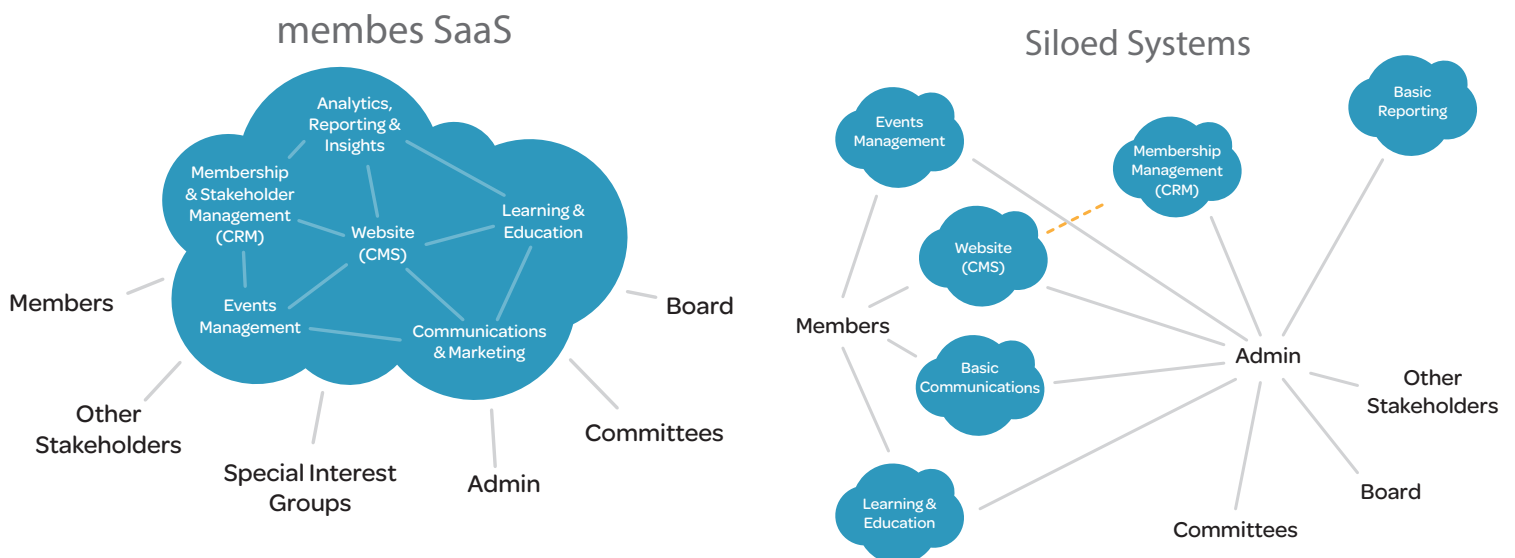 membes SaaS
Analytics,
Reporting &
Insights
Membership
& Stakeholder
Management
(CRM)
Learning &
Education
Website
(CMS)
Events
Management
Communications
& Marketing
Members
Board
Other
Stakeholders
Committees
Special Interest
Groups
Admin
Siloed Systems
Events
Management
Membership
Management
(CRM)
Basic
Reporting
Website
(CMS)
Members
Basic
Communications
Admin
Other
Stakeholders
Learning &
Education
Board
Committees